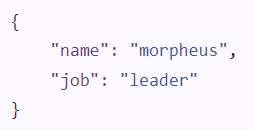 {
    "name": "morpheus",
    "job": "leader"
}